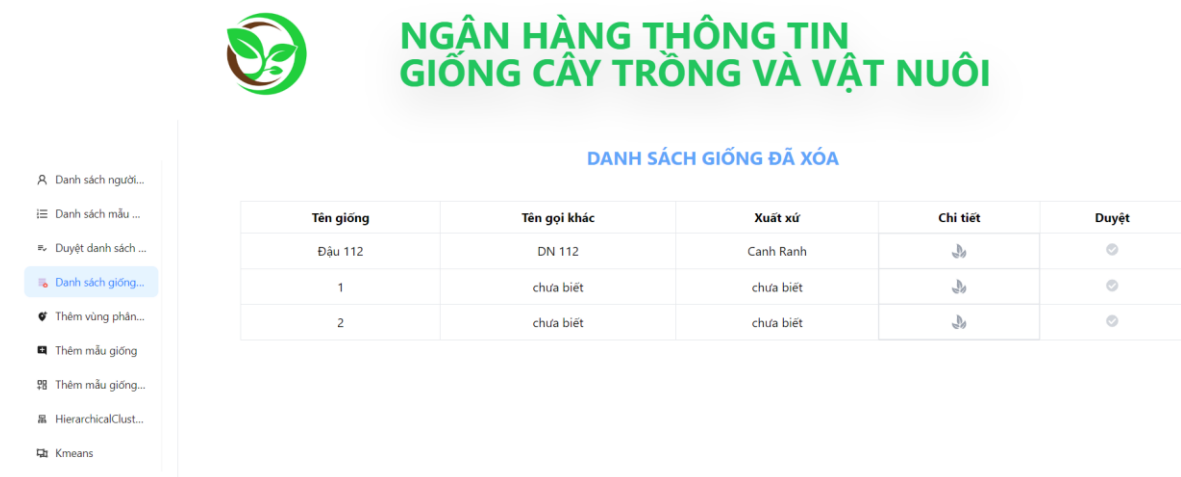 NGÂN HÀNG THÔNG TIN
GIỐNG CÂY TRỒNG VÀ VẬT NUÔI
Danh sách người...
Danh sách mẫu ...
Duyệt danh sách ...
Danh sách giống...
Thêm vùng phân...
Thêm mẫu giống
Thêm mẫu giống...
HierarchicalClust...
Kmeans
DANH SÁCH GIỐNG ĐÃ XÓA
Tên giống Tên gọi khác Xuất xứ Chi tiết Duyệt
Đậu 112 DN 112 Canh Ranh
1 chưa biết chưa biết
2 chưa biết chưa biết